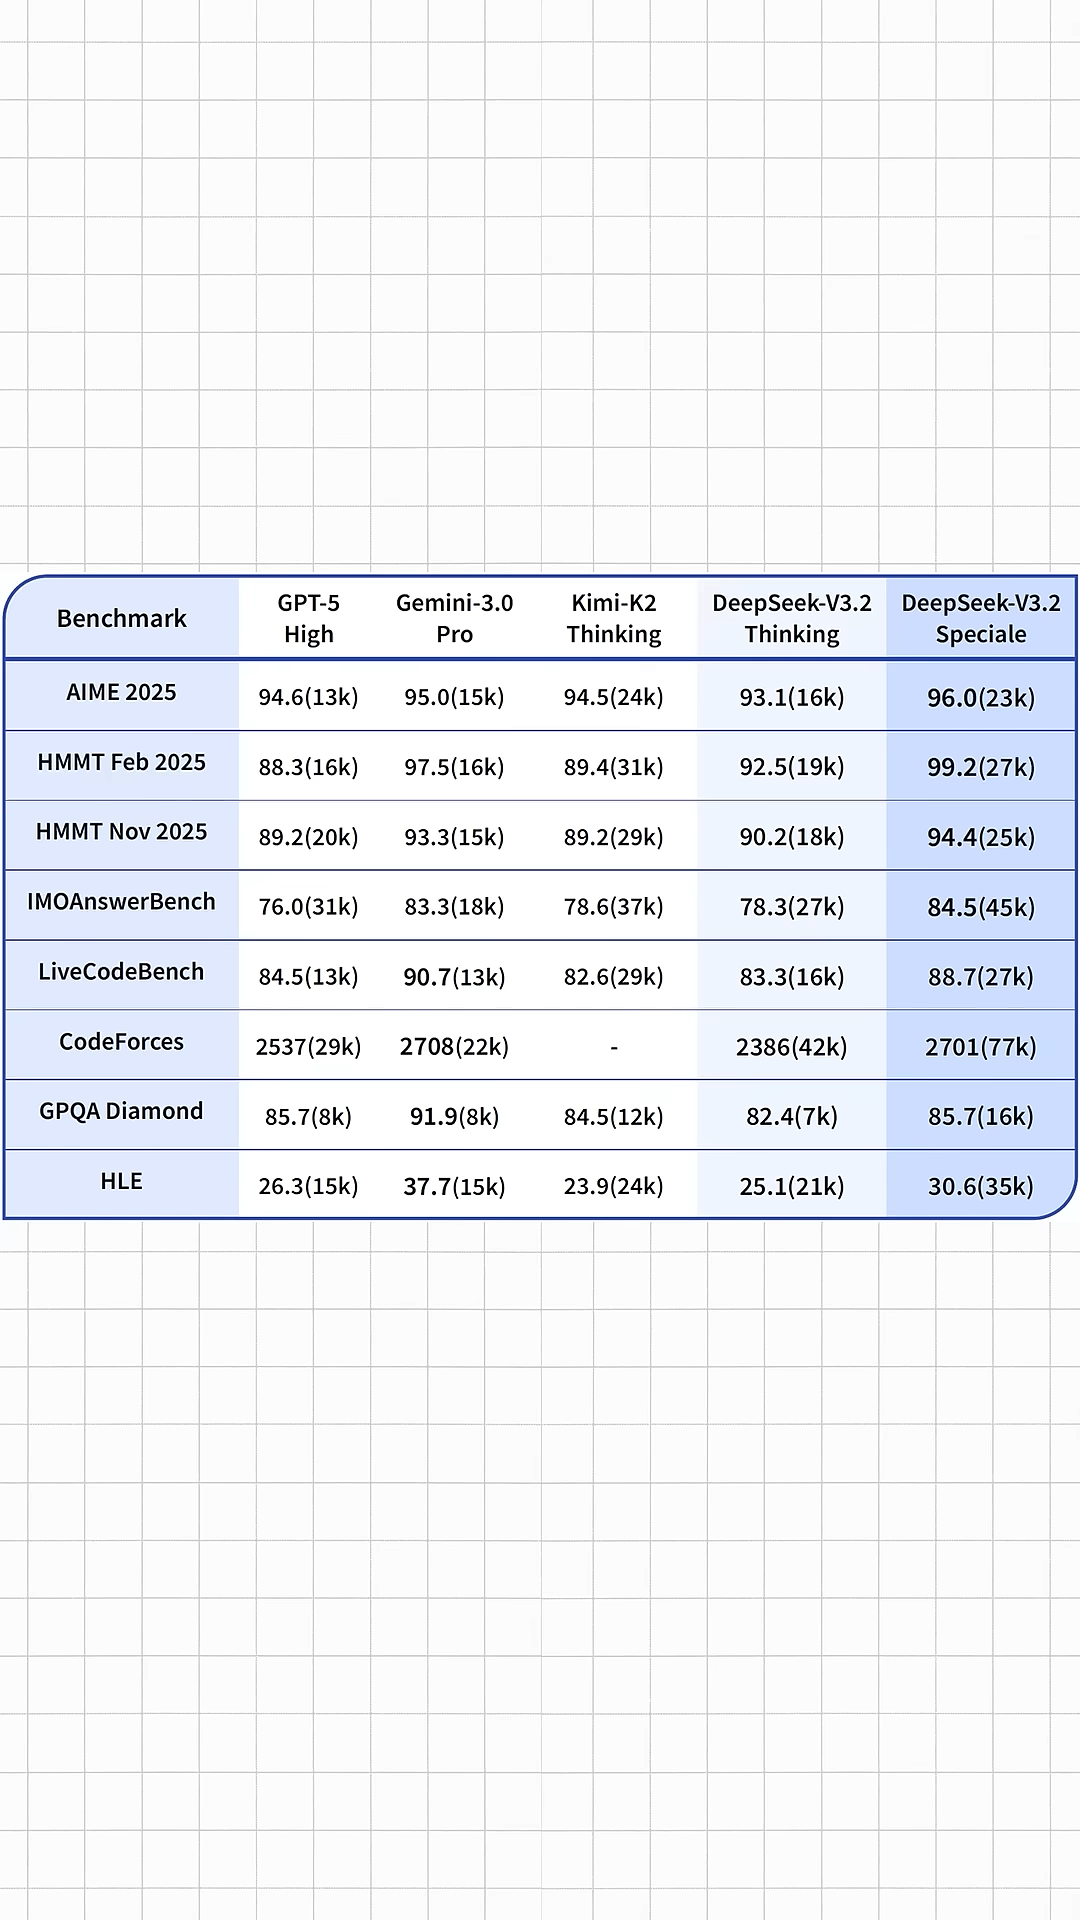 Benchmark GPT-5 High Gemini-3.0 Pro Kimi-K2 Thinking DeepSeek-V3.2 Thinking DeepSeek-V3.2 Speciale
AIME 2025 94.6(13k) 95.0(15k) 94.5(24k) 93.1(16k) 96.0(23k)
HMMT Feb 2025 88.3(16k) 97.5(16k) 89.4(31k) 92.5(19k) 99.2(27k)
HMMT Nov 2025 89.2(20k) 93.3(15k) 89.2(29k) 90.2(18k) 94.4(25k)
IMOAnswerBench 76.0(31k) 83.3(18k) 78.6(37k) 78.3(27k) 84.5(45k)
LiveCodeBench 84.5(13k) 90.7(13k) 82.6(29k) 83.3(16k) 88.7(27k)
CodeForces 2537(29k) 2708(22k) - 2386(42k) 2701(77k)
GPQA Diamond 85.7(8k) 91.9(8k) 84.5(12k) 82.4(7k) 85.7(16k)
HLE 26.3(15k) 37.7(15k) 23.9(24k) 25.1(21k) 30.6(35k)